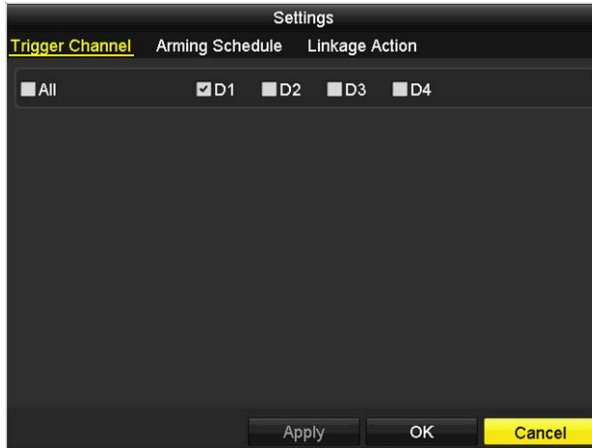 Settings
Trigger Channel Arming Schedule Linkage Action
All D1 D2 D3 D4
Apply OK Cancel